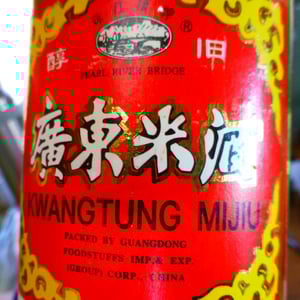 ®
醇 旧
PEARL RIVER BRIDGE
廣東米酒
KWANGTUNG MIJIU
PACKED BY GUANGDONG
FOODSTUFFS IMP.& EXP.
(GROUP) CORP., CHINA